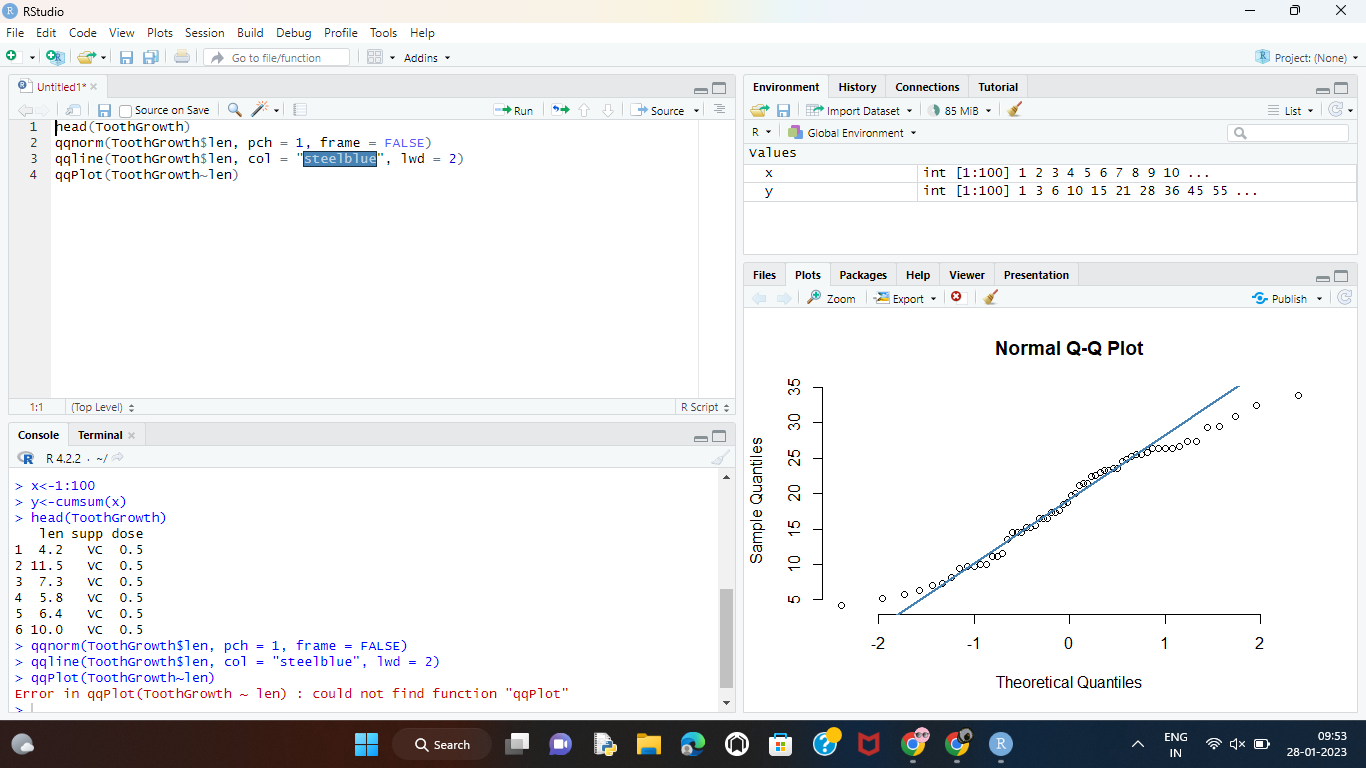 RStudio
File Edit Code View Plots Session Build Debug Profile Tools Help
Go to file/function Addins Project: (None)
Untitled1*
Source on Save Run Source
1 head(ToothGrowth)
2 qqnorm(ToothGrowth$len, pch = 1, frame = FALSE)
3 qqline(ToothGrowth$len, col = "steelblue", lwd = 2)
4 qqPlot(ToothGrowth~len)
1:1 (Top Level) R Script
Console Terminal
R 4.2.2 · ~/
> x<-1:100
> y<-cumsum(x)
> head(ToothGrowth)
len supp dose
1 4.2 VC 0.5
2 11.5 VC 0.5
3 7.3 VC 0.5
4 5.8 VC 0.5
5 6.4 VC 0.5
6 10.0 VC 0.5
> qqnorm(ToothGrowth$len, pch = 1, frame = FALSE)
> qqline(ToothGrowth$len, col = "steelblue", lwd = 2)
> qqPlot(ToothGrowth~len)
Error in qqPlot(ToothGrowth ~ len) : could not find function "qqPlot"
>
Environment History Connections Tutorial
Import Dataset 85 MiB List
R Global Environment
Values
x int [1:100] 1 2 3 4 5 6 7 8 9 10 ...
y int [1:100] 1 3 6 10 15 21 28 36 45 55 ...
Files Plots Packages Help Viewer Presentation
Zoom Export Publish
Normal Q-Q Plot
Sample Quantiles
35
30
25
20
15
10
5
-2 -1 0 1 2
Theoretical Quantiles
Search
ENG
IN
09:53
28-01-2023